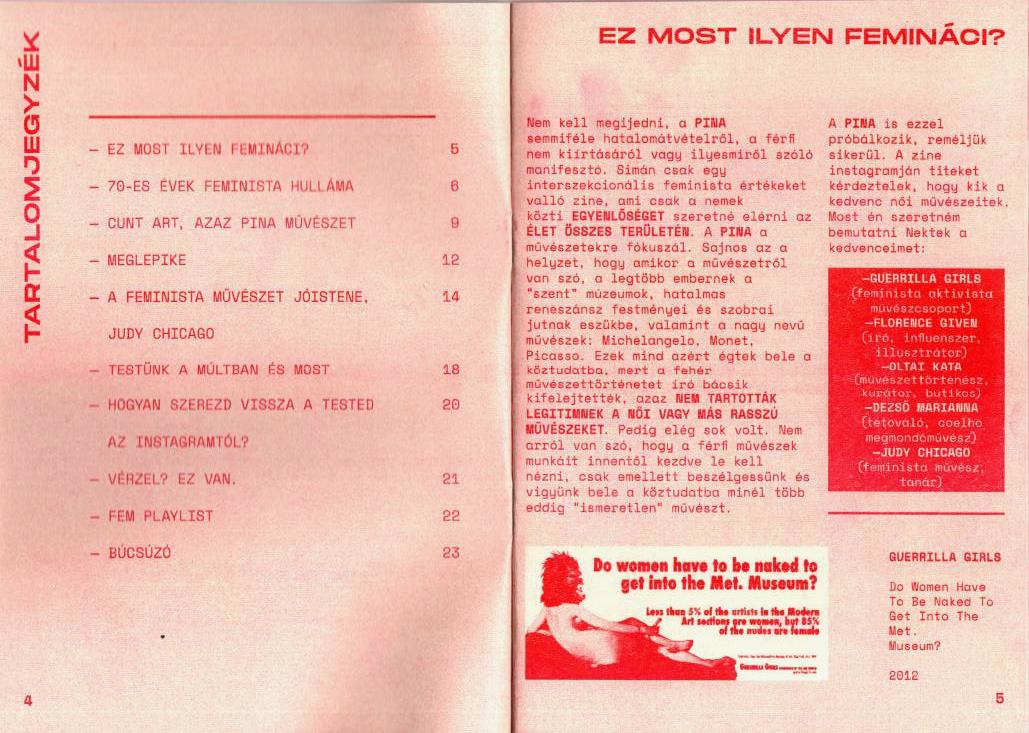 TARTALOMJEGYZÉK
— EZ MOST ILYEN FEMINÁCI? 5
— 70-ES ÉVEK FEMINISTA HULLÁMA 6
— CUNT ART, AZAZ PINA MŰVÉSZET 9
— MEGLEPIKE 12
— A FEMINISTA MŰVÉSZET JÓISTENE, 14
JUDY CHICAGO
— TESTÜNK A MÚLTBAN ÉS MOST 18
— HOGYAN SZEREZD VISSZA A TESTED 20
AZ INSTAGRAMTÓL?
— VÉRZEL? EZ VAN. 21
— FEM PLAYLIST 22
— BÚCSÚZÓ 23
4
EZ MOST ILYEN FEMINÁCI?
Nem kell megijedni, a PINA
semmiféle hatalomátvételről, a férfi
nem kiírtásáról vagy ilyesmiről szóló
manifesztó. Simán csak egy
interszekcionális feminista értékeket
valló zine, ami csak a nemek
közti EGYENLŐSÉGET szeretné elérni az
ÉLET ÖSSZES TERÜLETÉN. A PINA a
művészetekre fókuszál. Sajnos az a
helyzet, hogy amikor a művészetről
van szó, a legtöbb embernek a
"szent" múzeumok, hatalmas
reneszánsz festményei és szobrai
jutnak eszükbe, valamint a nagy nevű
művészek: Michelangelo, Monet,
Picasso. Ezek mind azért égtek bele a
köztudatba, mert a fehér
művészettörténetet író bácsik
kifelejtették, azaz NEM TARTOTTÁK
LEGITIMNEK A NŐI VAGY MÁS RASSZÚ
MŰVÉSZEKET. Pedig elég sok volt. Nem
arról van szó, hogy a férfi művészek
munkáit innentől kezdve le kell
nézni, csak emellett beszélgessünk és
vigyünk bele a köztudatba minél több
eddig "ismeretlen" művészt.
A PINA is ezzel
próbálkozik, reméljük
sikerül. A zine
instagramján titeket
kérdeztelek, hogy kik a
kedvenc női művészeitek.
Most én szeretném
bemutatni Nektek a
kedvenceimet:
—GUERRILLA GIRLS
(feminista aktivista
művészcsoport)
—FLORENCE GIVEN
(író, influenszer,
illusztrátor)
—OLTAI KATA
(művészettörténész,
kurátor, butikos)
—DEZSŐ MARIANNA
(tetováló, coelho
megmondóművész)
—JUDY CHICAGO
(feminista művész,
tanár)
Do women have to be naked to
get into the Met. Museum?
Less than 5% of the artists in the Modern
Art sections are women, but 85%
of the nudes are female
GUERRILLA GIRLS
GUERRILLA GIRLS
Do Women Have
To Be Naked To
Get Into The
Met.
Museum?
2012
5